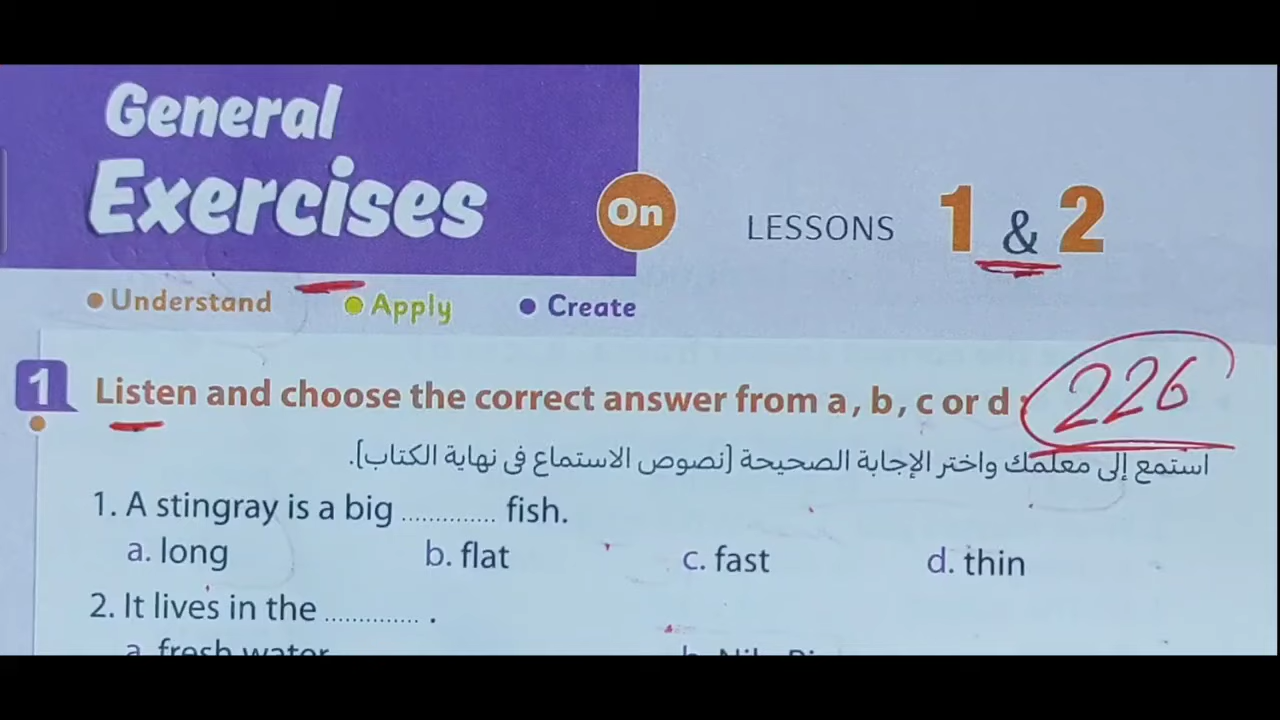 General
Exercises
On
LESSONS 1 & 2
• Understand • Apply • Create
1 Listen and choose the correct answer from a, b, c or d :
226
استمع إلى معلمك واختر الإجابة الصحيحة [نصوص الاستماع فى نهاية الكتاب].
1. A stingray is a big .............. fish.
a. long b. flat c. fast d. thin
2. It lives in the .............. .
a. fresh water